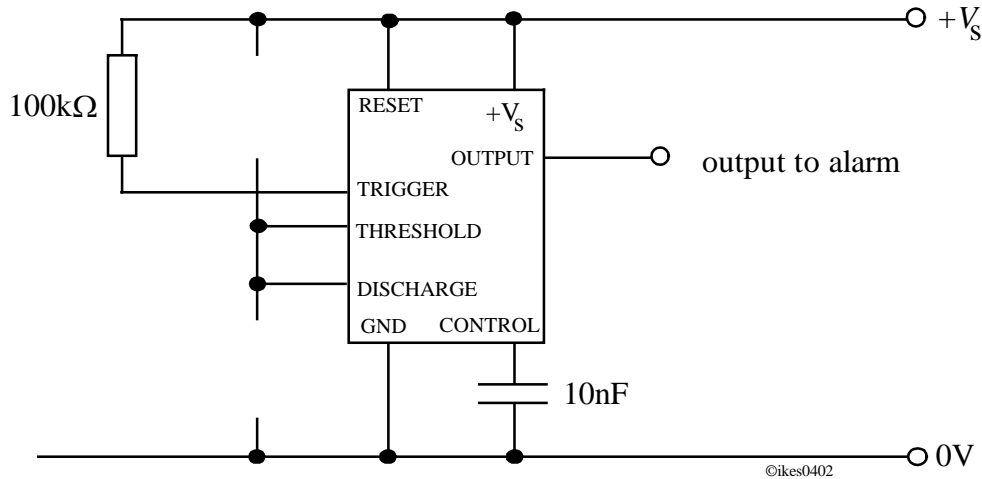 +Vs
100kΩ
RESET
+Vs
OUTPUT
output to alarm
TRIGGER
THRESHOLD
DISCHARGE
GND CONTROL
10nF
0V
©ikes0402